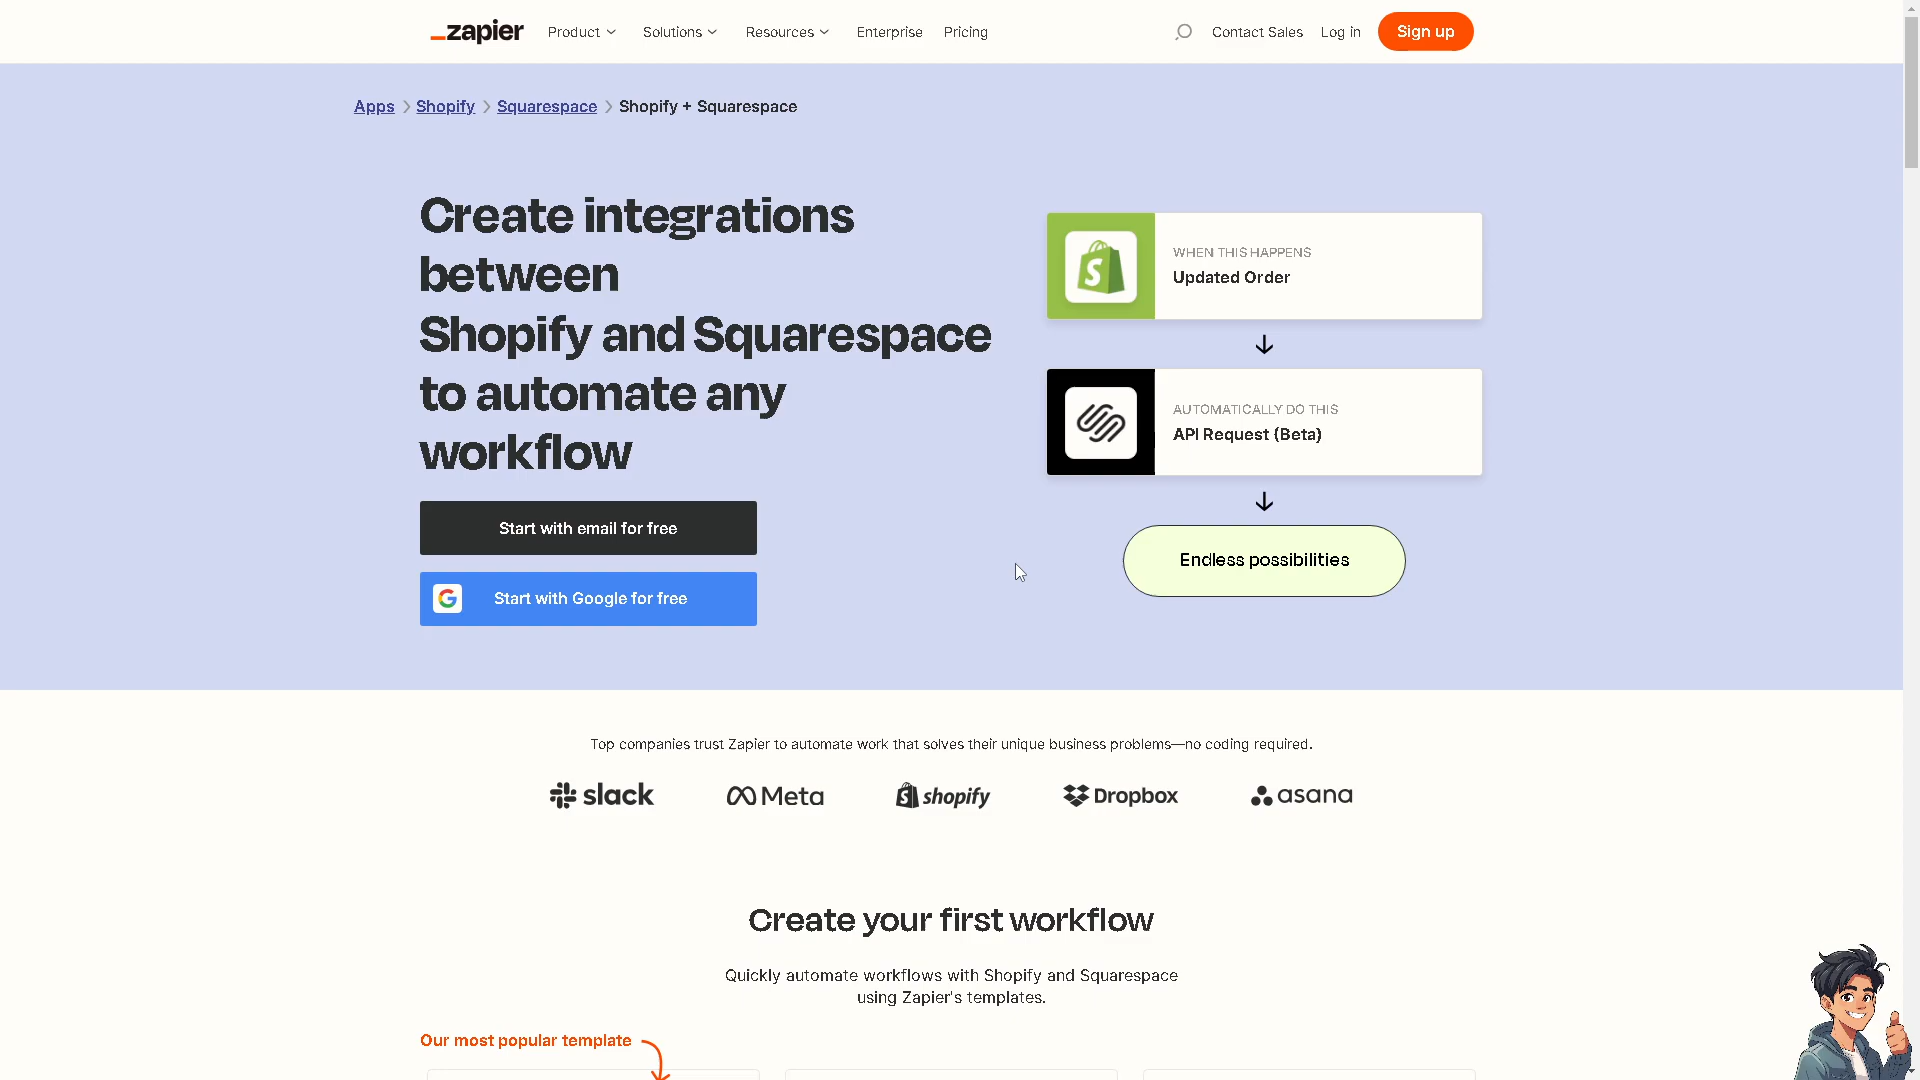 zapier
Product
Solutions
Resources
Enterprise
Pricing
Contact Sales
Log in
Sign up
Apps
Shopify
Squarespace
Shopify + Squarespace
Create integrations
between
Shopify and Squarespace
to automate any
workflow
Start with email for free
Start with Google for free
WHEN THIS HAPPENS
Updated Order
AUTOMATICALLY DO THIS
API Request (Beta)
Endless possibilities
Top companies trust Zapier to automate work that solves their unique business problems—no coding required.
slack
Meta
shopify
Dropbox
asana
Create your first workflow
Quickly automate workflows with Shopify and Squarespace
using Zapier's templates.
Our most popular template